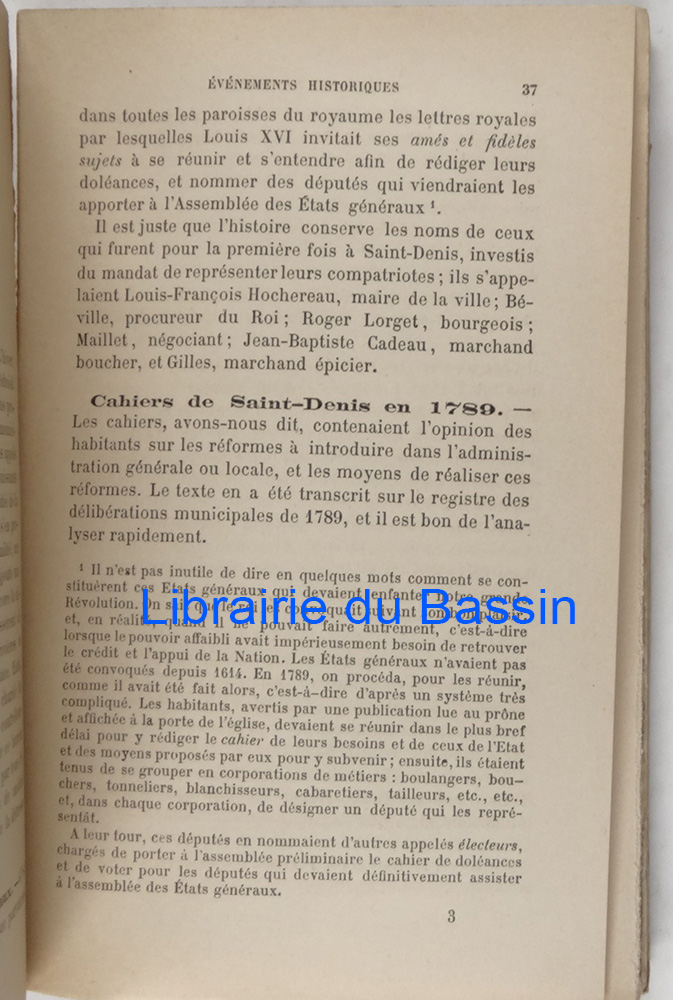 ÉVÉNEMENTS HISTORIQUES 37
dans toutes les paroisses du royaume les lettres royales
par lesquelles Louis XVI invitait ses amés et fidèles
sujets à se réunir et s'entendre afin de rédiger leurs
doléances, et nommer des députés qui viendraient les
apporter à l'Assemblée des États généraux ¹.
Il est juste que l'histoire conserve les noms de ceux
qui furent pour la première fois à Saint-Denis, investis
du mandat de représenter leurs compatriotes ; ils s'appe-
laient Louis-François Hochereau, maire de la ville ; Bé-
ville, procureur du Roi ; Roger Lorget, bourgeois ;
Maillet, négociant ; Jean-Baptiste Cadeau, marchand
boucher, et Gilles, marchand épicier.
Cahiers de Saint-Denis en 1789. —
Les cahiers, avons-nous dit, contenaient l'opinion des
habitants sur les réformes à introduire dans l'adminis-
tration générale ou locale, et les moyens de réaliser ces
réformes. Le texte en a été transcrit sur le registre des
délibérations municipales de 1789, et il est bon de l'ana-
lyser rapidement.
¹ Il n'est pas inutile de dire en quelques mots comment se con-
stituèrent ces Etats généraux qui devaient enfanter notre grande
Révolution. On sait que le roi les convoquait suivant son bon plaisir
Librairie du Bassin
et, en réalité, quand il ne pouvait faire autrement, c'est-à-dire
lorsque le pouvoir affaibli avait impérieusement besoin de retrouver
le crédit et l'appui de la Nation. Les États généraux n'avaient pas
été convoqués depuis 1614. En 1789, on procéda, pour les réunir,
comme il avait été fait alors, c'est-à-dire d'après un système très
compliqué. Les habitants, avertis par une publication lue au prône
et affichée à la porte de l'église, devaient se réunir dans le plus bref
délai pour y rédiger le cahier de leurs besoins et de ceux de l'Etat
et des moyens proposés par eux pour y subvenir ; ensuite, ils étaient
tenus de se grouper en corporations de métiers : boulangers, bou-
chers, tonneliers, blanchisseurs, cabaretiers, tailleurs, etc., etc.,
et, dans chaque corporation, de désigner un député qui les repré-
sentât.
A leur tour, ces députés en nommaient d'autres appelés électeurs,
chargés de porter à l'assemblée préliminaire le cahier de doléances
et de voter pour les députés qui devaient définitivement assister
à l'assemblée des États généraux.
3